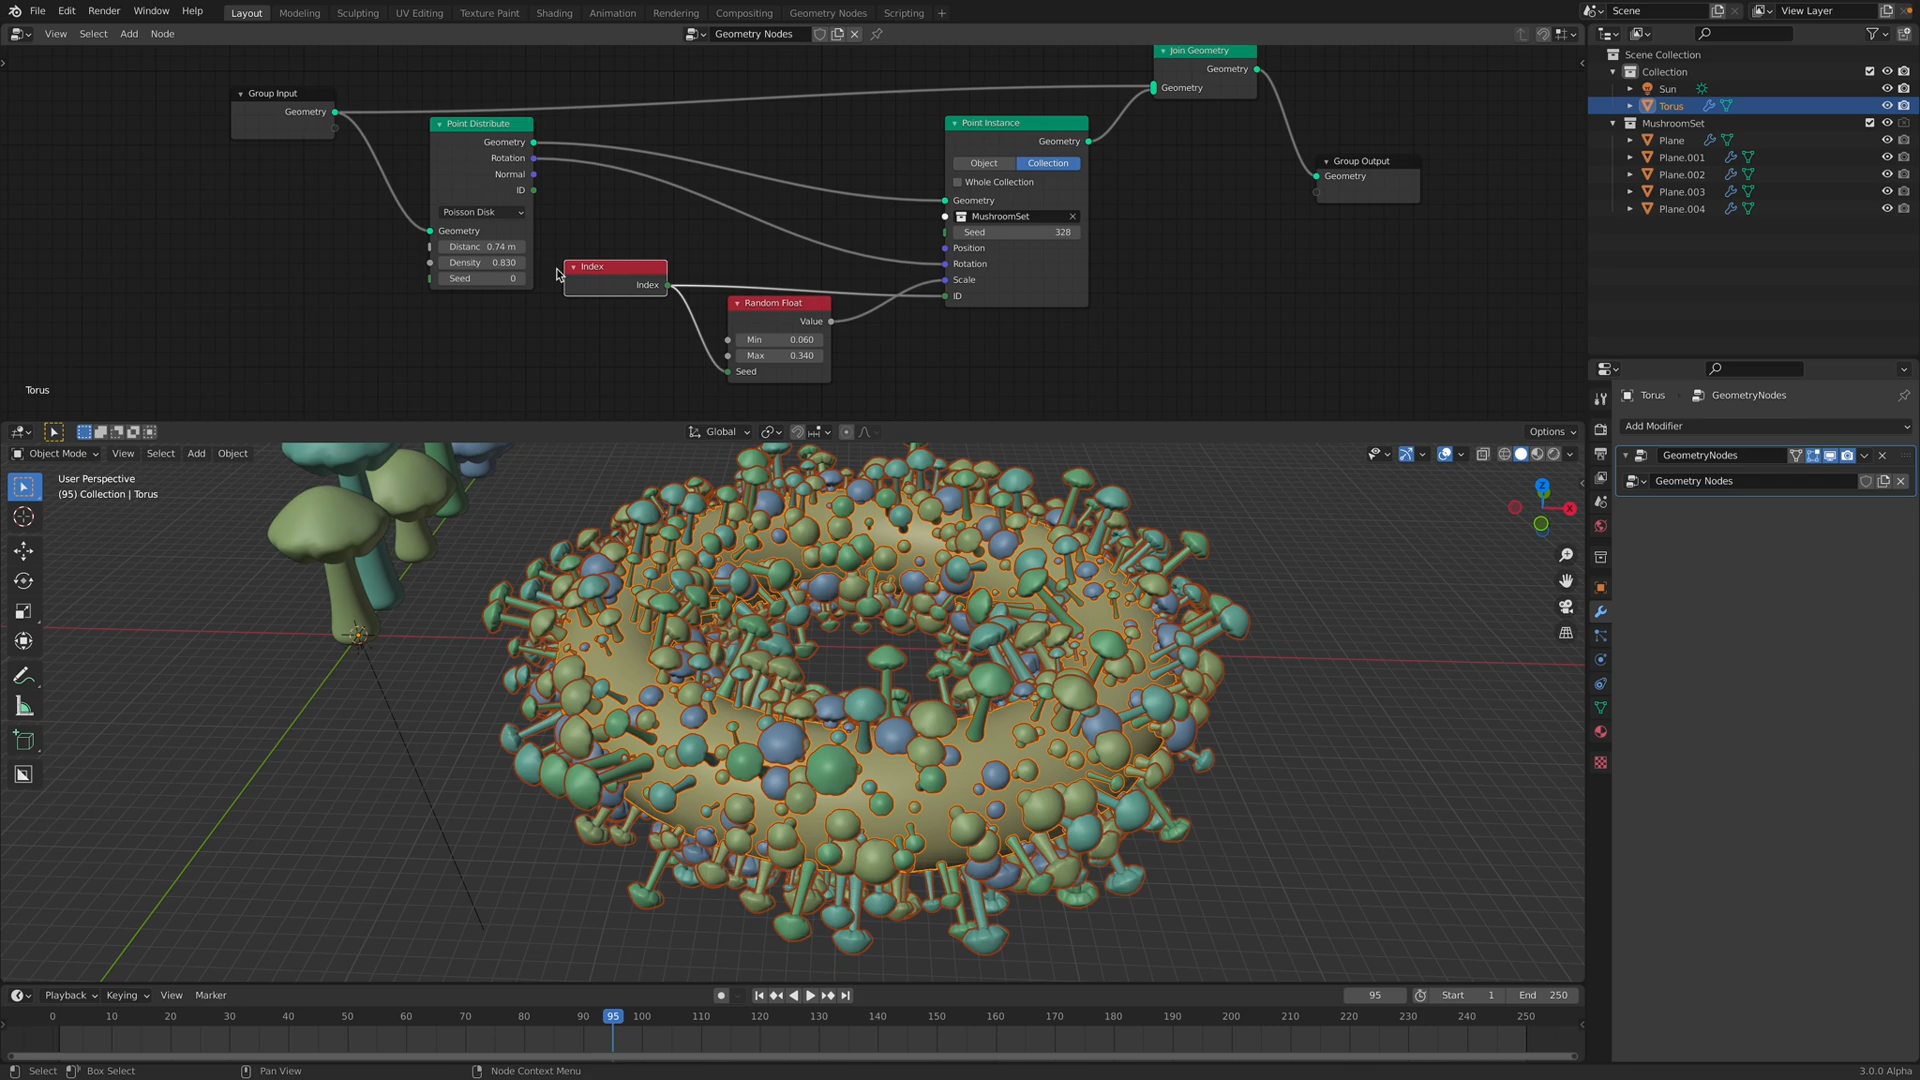 File Edit Render Window Help
Layout Modeling Sculpting UV Editing Texture Paint Shading Animation Rendering Compositing Geometry Nodes Scripting +
Scene
View Layer
View Select Add Node
Geometry Nodes
Group Input
Geometry
Point Distribute
Geometry
Rotation
Normal
ID
Poisson Disk
Geometry
Distanc 0.74 m
Density 0.830
Seed 0
Index
Index
Random Float
Value
Min 0.060
Max 0.340
Seed
Point Instance
Geometry
Object Collection
Whole Collection
Geometry
MushroomSet
Seed 328
Position
Rotation
Scale
ID
Join Geometry
Geometry
Geometry
Group Output
Geometry
Torus
Scene Collection
Collection
Sun
Torus
MushroomSet
Plane
Plane.001
Plane.002
Plane.003
Plane.004
Torus GeometryNodes
Add Modifier
GeometryNodes
Geometry Nodes
Global
Options
Object Mode View Select Add Object
User Perspective
(95) Collection | Torus
Z
Y
X
Playback Keying View Marker
95
Start 1
End 250
0 10 20 30 40 50 60 70 80 90 95 100 110 120 130 140 150 160 170 180 190 200 210 220 230 240 250
Select Box Select Pan View Node Context Menu
3.0.0 Alpha